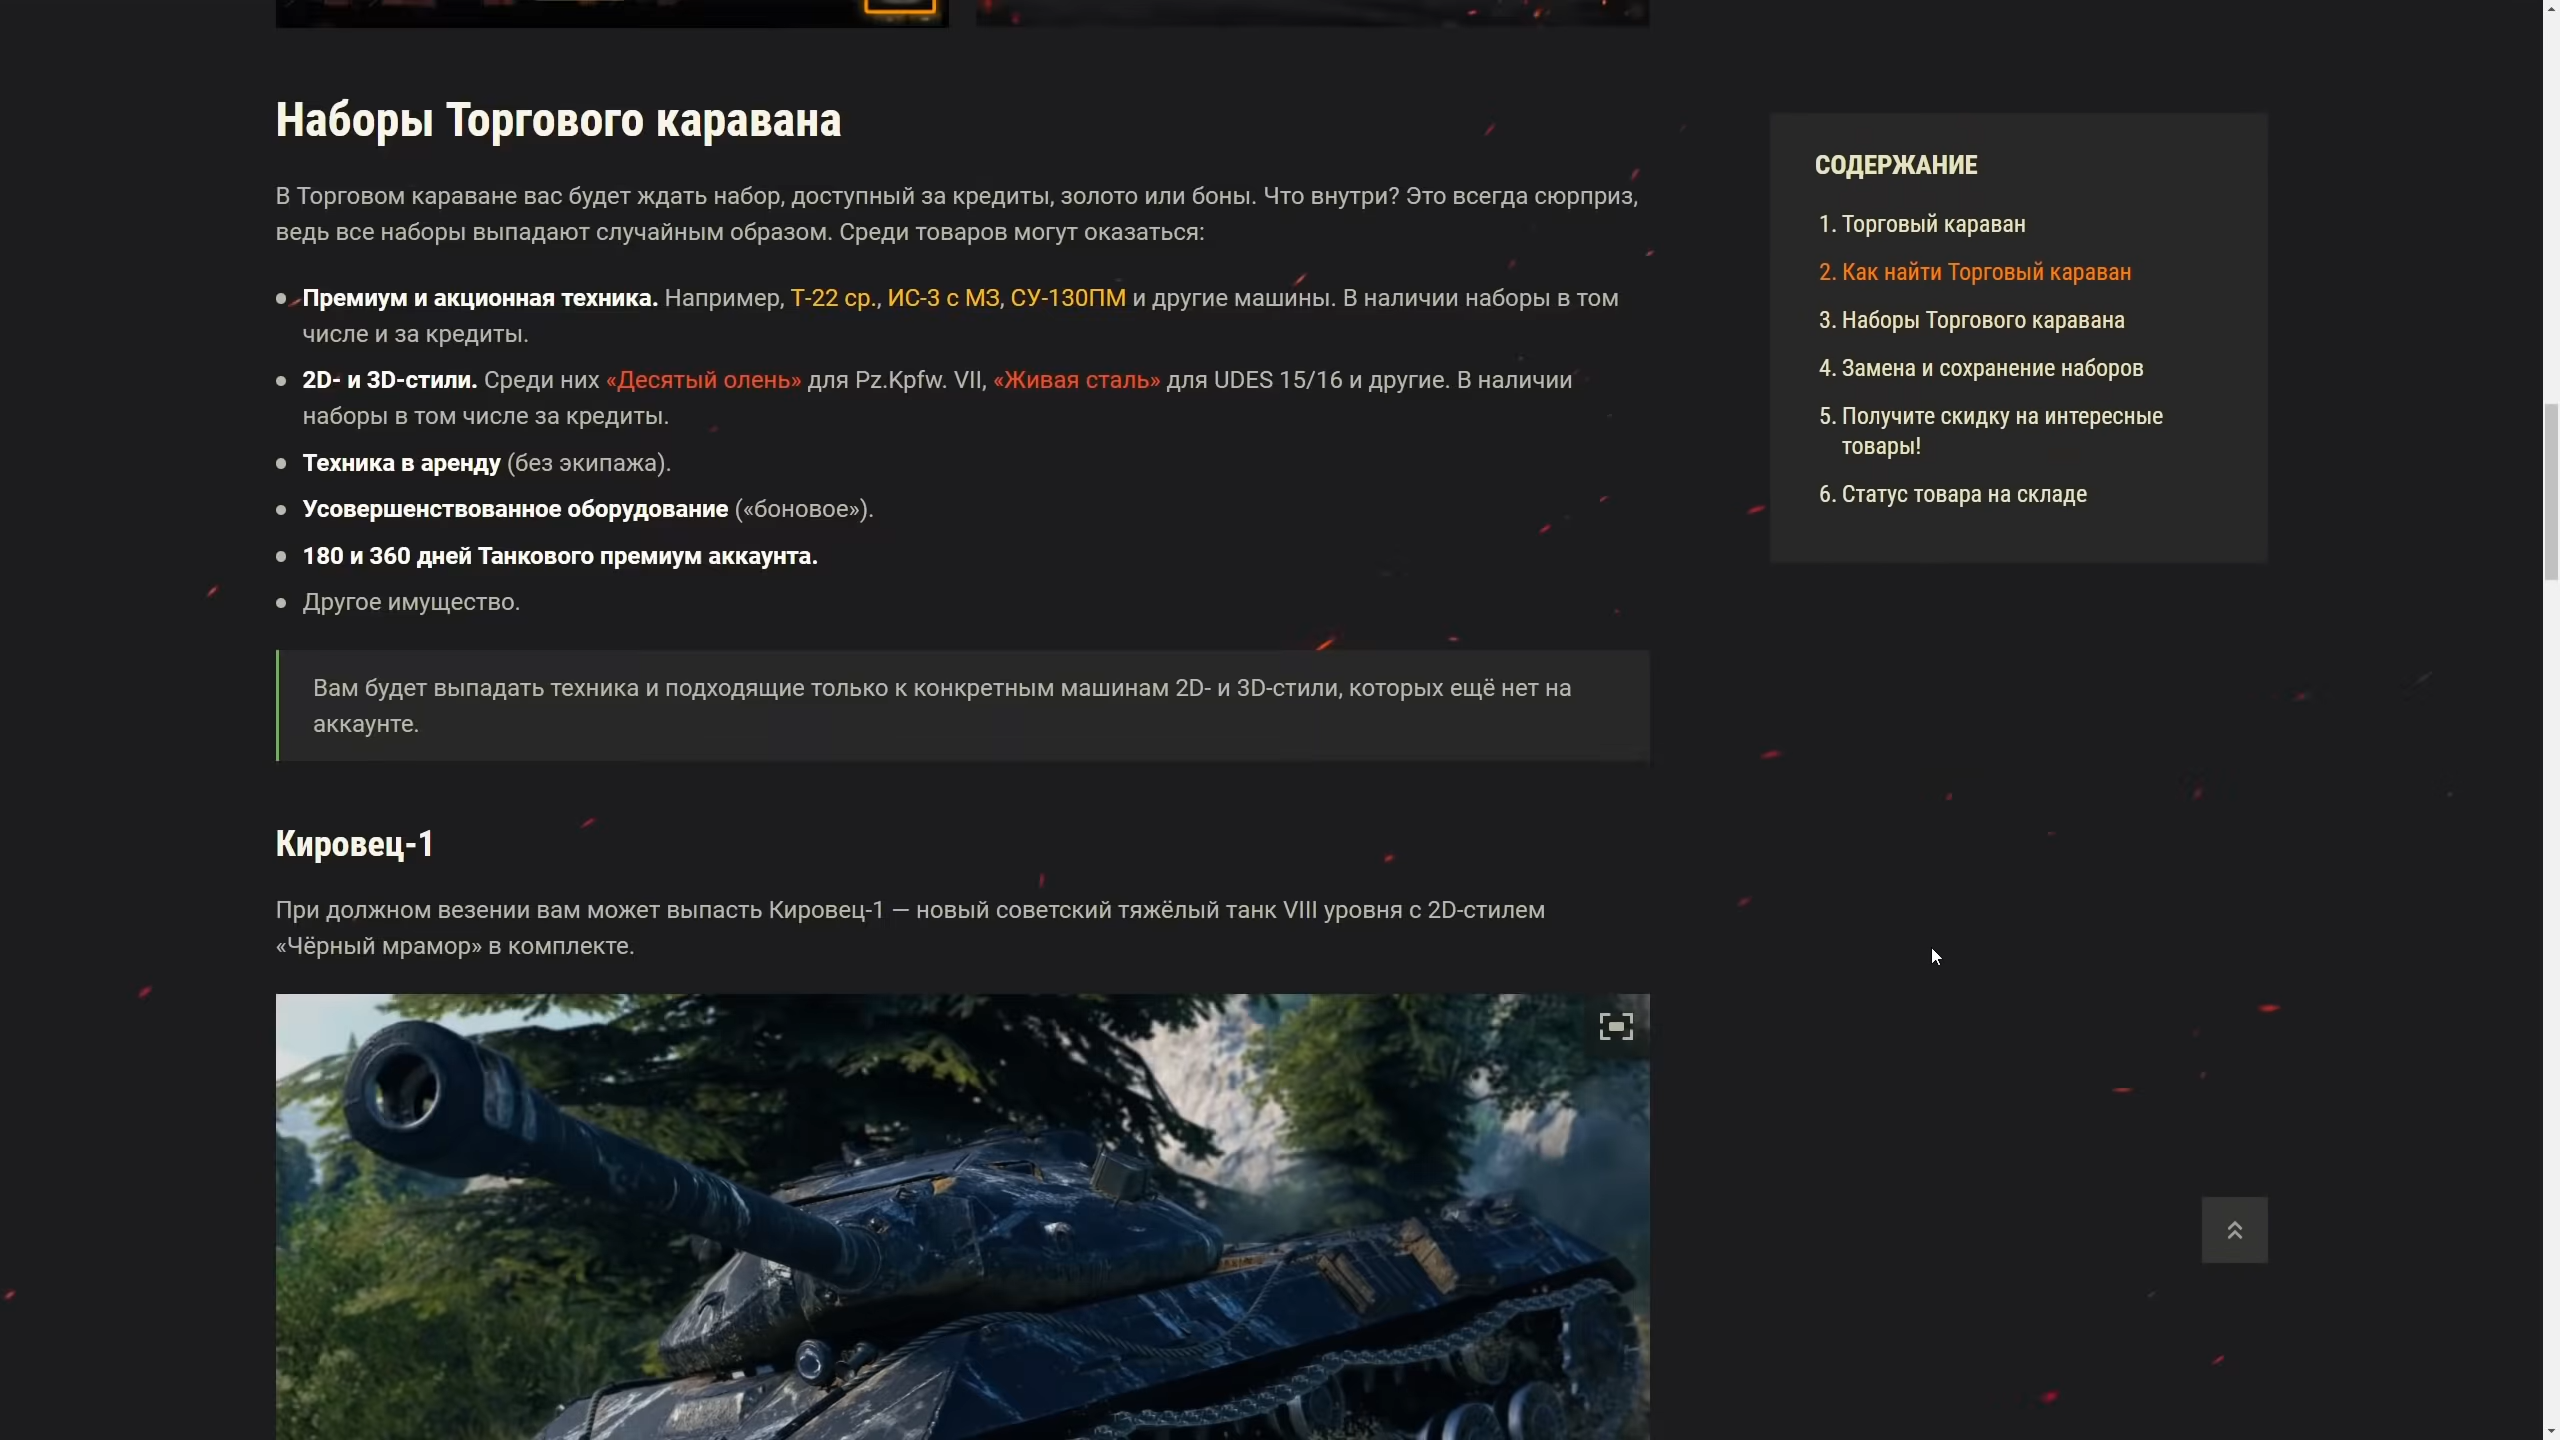 Наборы Торгового каравана
В Торговом караване вас будет ждать набор, доступный за кредиты, золото или боны. Что внутри? Это всегда сюрприз,
ведь все наборы выпадают случайным образом. Среди товаров могут оказаться:
Премиум и акционная техника. Например, Т-22 ср., ИС-3 с МЗ, СУ-130ПМ и другие машины. В наличии наборы в том
числе и за кредиты.
2D- и 3D-стили. Среди них «Десятый олень» для Pz.Kpfw. VII, «Живая сталь» для UDES 15/16 и другие. В наличии
наборы в том числе за кредиты.
Техника в аренду (без экипажа).
Усовершенствованное оборудование («боновое»).
180 и 360 дней Танкового премиум аккаунта.
Другое имущество.
Вам будет выпадать техника и подходящие только к конкретным машинам 2D- и 3D-стили, которых ещё нет на
аккаунте.
Кировец-1
При должном везении вам может выпасть Кировец-1 — новый советский тяжёлый танк VIII уровня с 2D-стилем
«Чёрный мрамор» в комплекте.
СОДЕРЖАНИЕ
1. Торговый караван
2. Как найти Торговый караван
3. Наборы Торгового каравана
4. Замена и сохранение наборов
5. Получите скидку на интересные
товары!
6. Статус товара на складе